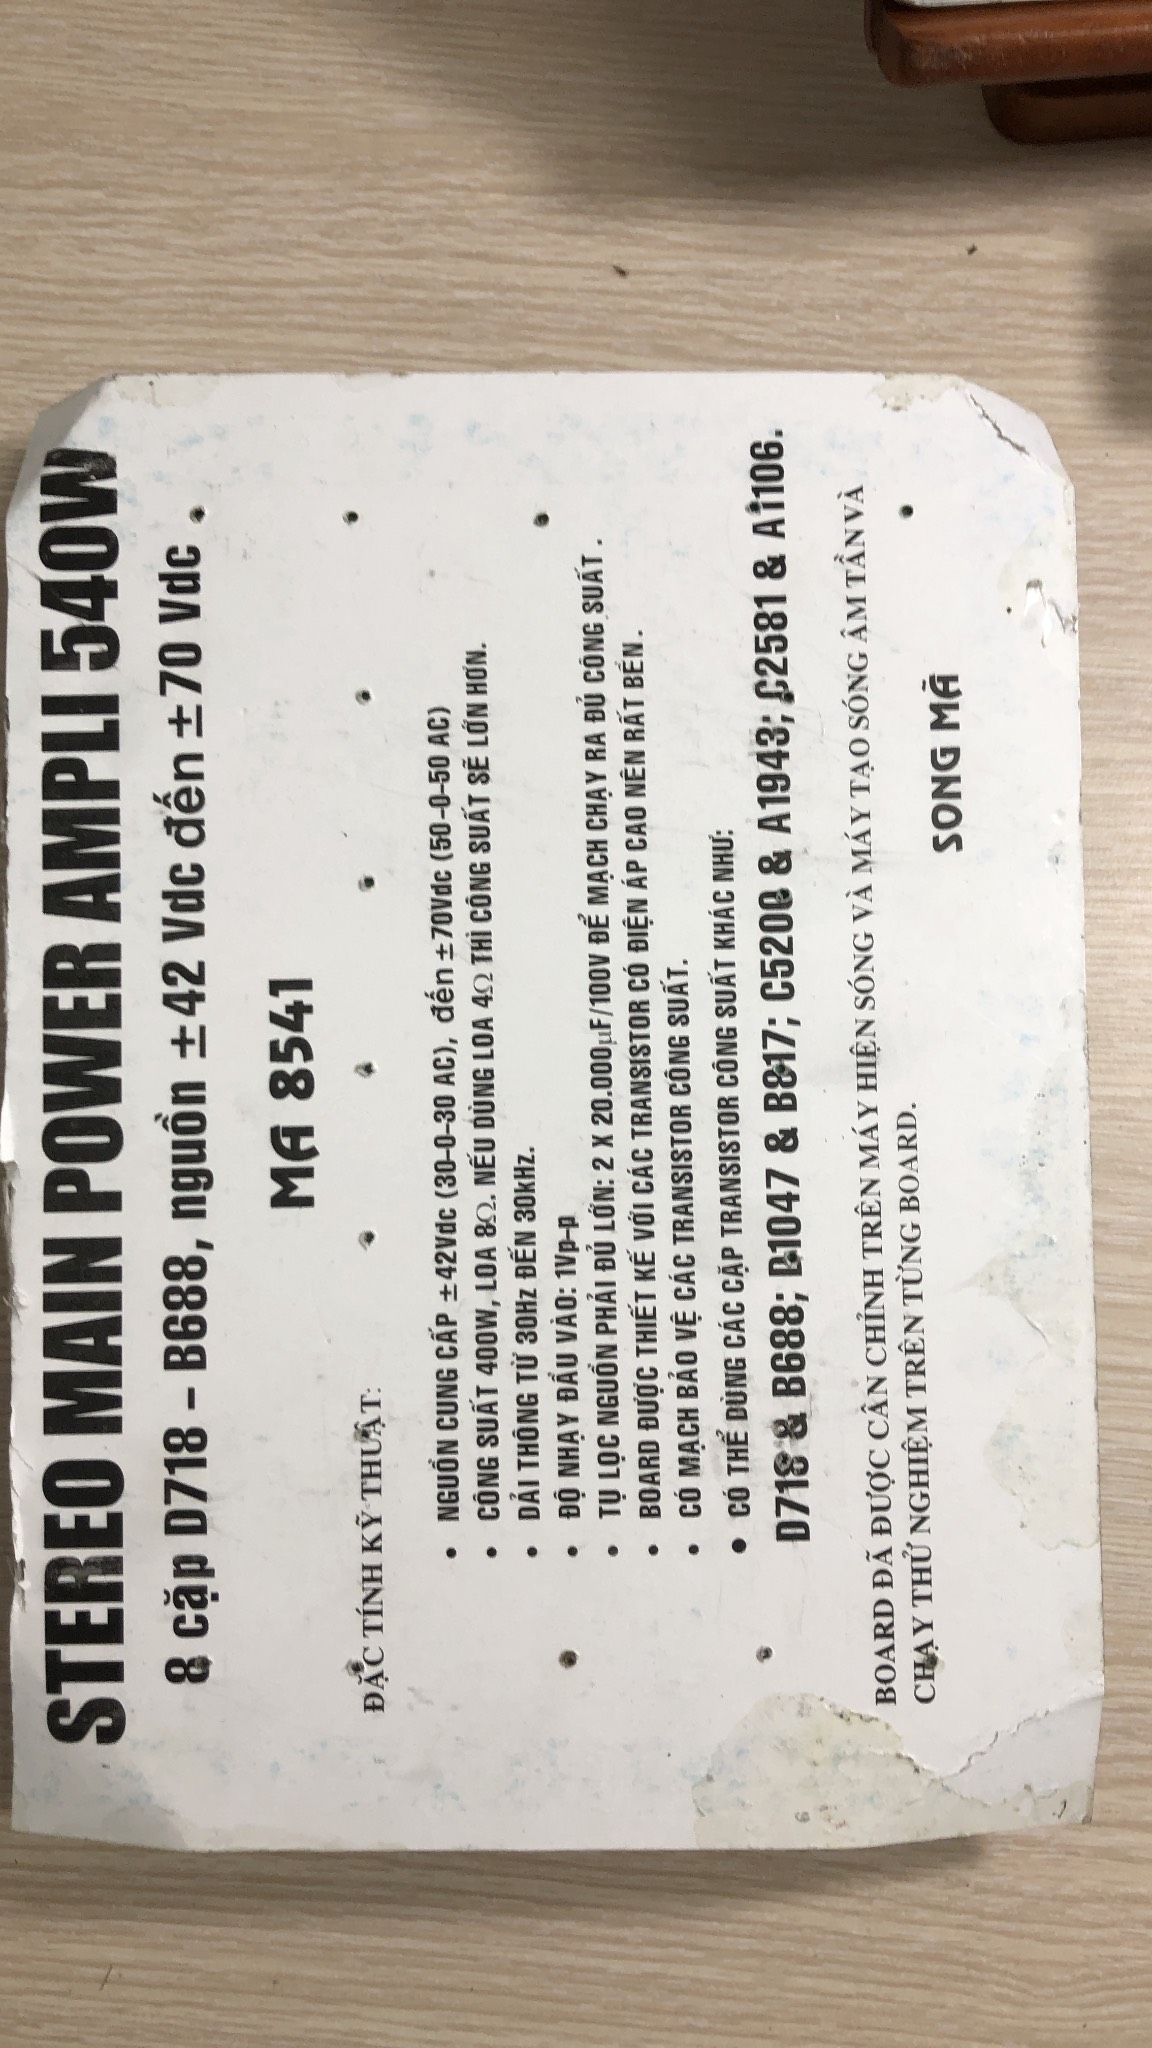 STEREO MAIN POWER AMPLI 540W
8 cặp D718 – B688, nguồn ±42 Vdc đến ±70 Vdc .
MA 8541
ĐẶC TÍNH KỸ THUẬT:
• NGUỒN CUNG CẤP ±42Vdc (30-0-30 AC), đến ±70Vdc (50-0-50 AC)
• CÔNG SUẤT 400W, LOA 8Ω. NẾU DÙNG LOA 4Ω THÌ CÔNG SUẤT SẼ LỚN HƠN.
• DẢI THÔNG TỪ 30Hz ĐẾN 30kHz.
• ĐỘ NHẠY ĐẦU VÀO: 1Vp-p
• TỤ LỌC NGUỒN PHẢI ĐỦ LỚN: 2 X 20.000µF/100V ĐỂ MẠCH CHẠY RA ĐỦ CÔNG SUẤT .
• BOARD ĐƯỢC THIẾT KẾ VỚI CÁC TRANSISTOR CÓ ĐIỆN ÁP CAO NÊN RẤT BỀN .
• CÓ MẠCH BẢO VỆ CÁC TRANSISTOR CÔNG SUẤT.
• CÓ THỂ DÙNG CÁC CẶP TRANSISTOR CÔNG SUẤT KHÁC NHƯ:
D718 & B688; D1047 & B817; C5200 & A1943; C2581 & A1106.
BOARD ĐÃ ĐƯỢC CÂN CHỈNH TRÊN MÁY HIỆN SÓNG VÀ MÁY TẠO SÓNG ÂM TẦN VÀ
CHẠY THỬ NGHIỆM TRÊN TỪNG BOARD.
SONG MÃ
6